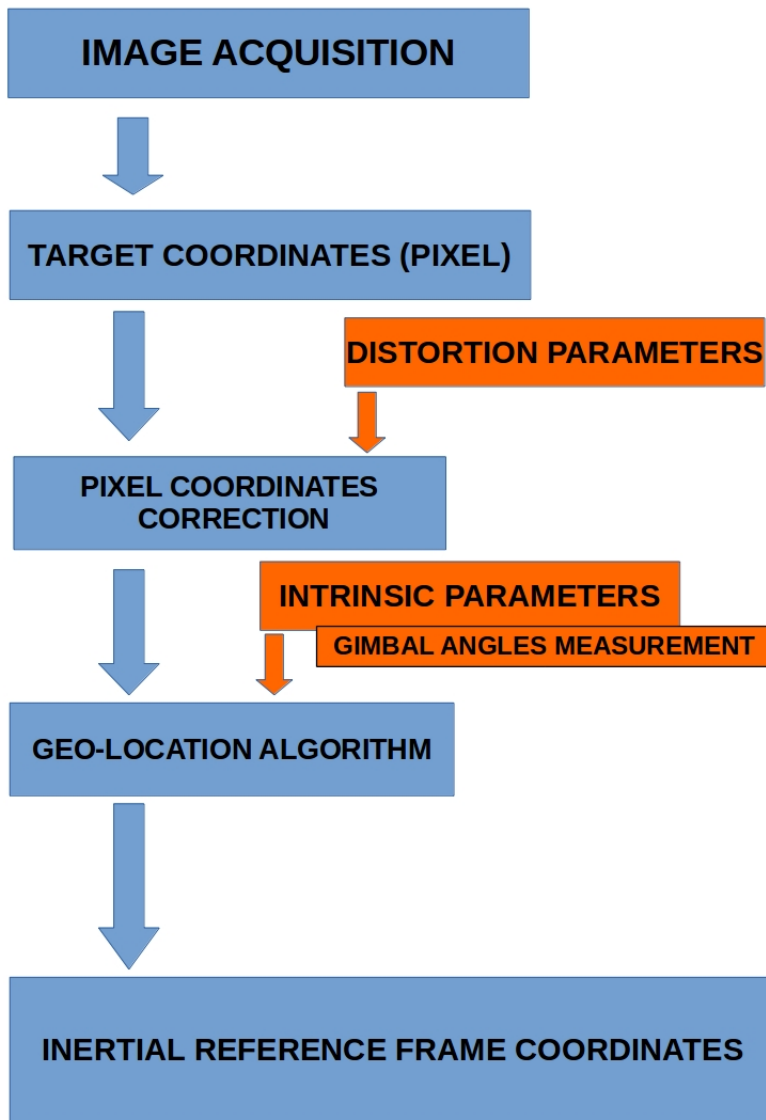 IMAGE ACQUISITION
TARGET COORDINATES (PIXEL)
DISTORTION PARAMETERS
PIXEL COORDINATES
CORRECTION
INTRINSIC PARAMETERS
GIMBAL ANGLES MEASUREMENT
GEO-LOCATION ALGORITHM
INERTIAL REFERENCE FRAME COORDINATES